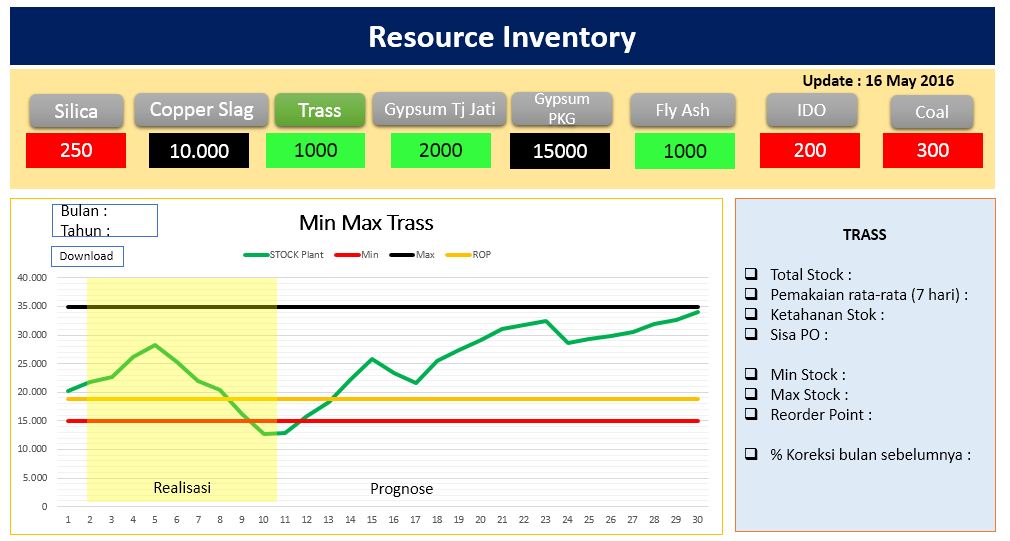 Resource Inventory
Update : 16 May 2016
Silica
Copper Slag
Trass
Gypsum Tj Jati
Gypsum
PKG
Fly Ash
IDO
Coal
250
10.000
1000
2000
15000
1000
200
300
Bulan :
Tahun :
Download
Min Max Trass
STOCK Plant
Min
Max
ROP
40.000
35.000
30.000
25.000
20.000
15.000
10.000
5.000
0
Realisasi
Prognose
1 2 3 4 5 6 7 8 9 10 11 12 13 14 15 16 17 18 19 20 21 22 23 24 25 26 27 28 29 30
TRASS
Total Stock :
Pemakaian rata-rata (7 hari) :
Ketahanan Stok :
Sisa PO :
Min Stock :
Max Stock :
Reorder Point :
% Koreksi bulan sebelumnya :